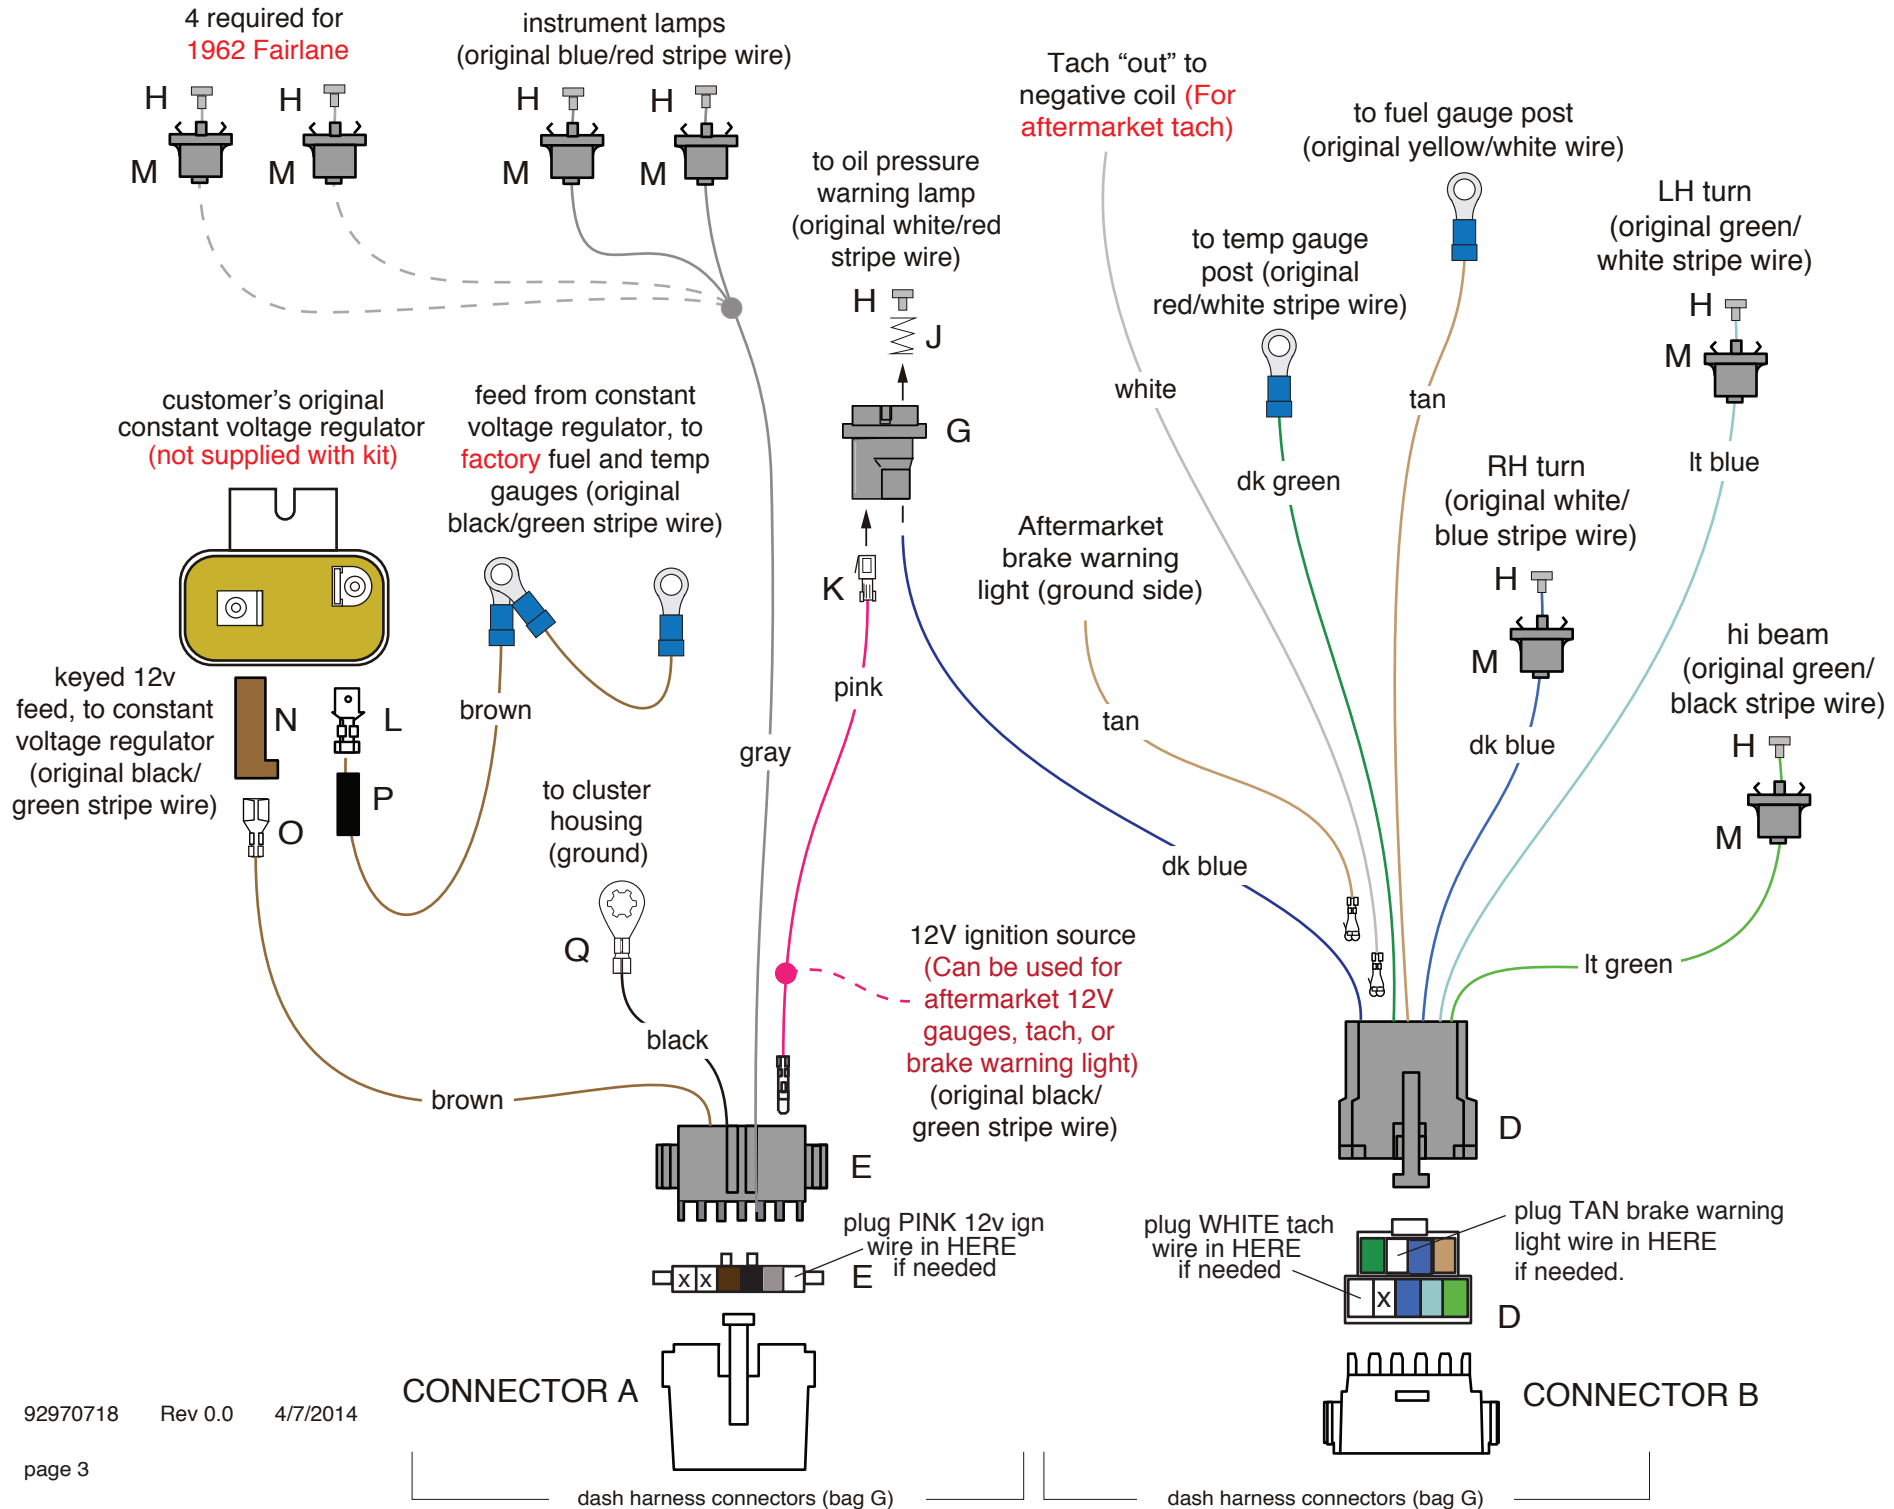 4 required for
1962 Fairlane
H
H
M
M
instrument lamps
(original blue/red stripe wire)
H
H
M
M
to oil pressure
warning lamp
(original white/red
stripe wire)
H
J
G
K
pink
Tach “out” to
negative coil (For
aftermarket tach)
white
to fuel gauge post
(original yellow/white wire)
tan
to temp gauge
post (original
red/white stripe wire)
dk green
LH turn
(original green/
white stripe wire)
H
M
lt blue
RH turn
(original white/
blue stripe wire)
H
M
dk blue
hi beam
(original green/
black stripe wire)
H
M
lt green
customer’s original
constant voltage regulator
(not supplied with kit)
feed from constant
voltage regulator, to
factory fuel and temp
gauges (original
black/green stripe wire)
brown
keyed 12v
feed, to constant
voltage regulator
(original black/
green stripe wire)
N
L
P
O
brown
to cluster
housing
(ground)
Q
black
gray
Aftermarket
brake warning
light (ground side)
tan
dk blue
12V ignition source
(Can be used for
aftermarket 12V
gauges, tach, or
brake warning light)
(original black/
green stripe wire)
E
plug PINK 12v ign
wire in HERE
if needed
E
x x
D
plug WHITE tach
wire in HERE
if needed
plug TAN brake warning
light wire in HERE
if needed.
x
D
CONNECTOR A
CONNECTOR B
92970718 Rev 0.0 4/7/2014
page 3
dash harness connectors (bag G)
dash harness connectors (bag G)